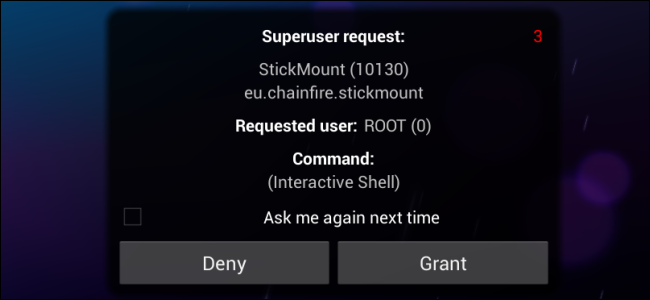 Superuser request:
3
StickMount (10130)
eu.chainfire.stickmount
Requested user: ROOT (0)
Command:
(Interactive Shell)
Ask me again next time
Deny
Grant